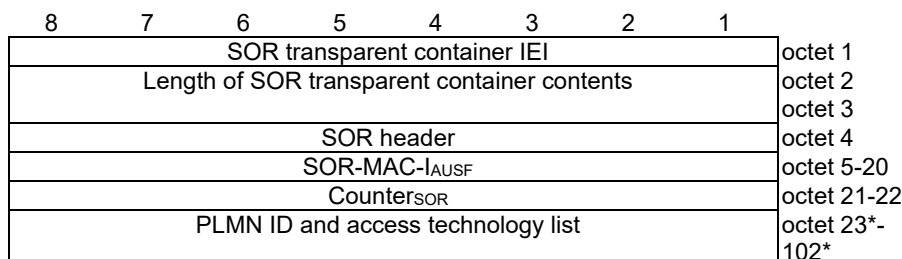 8 7 6 5 4 3 2 1
SOR transparent container IEI octet 1
Length of SOR transparent container contents octet 2
octet 3
SOR header octet 4
SOR-MAC-IAUSF octet 5-20
CounterSOR octet 21-22
PLMN ID and access technology list octet 23*-
102*